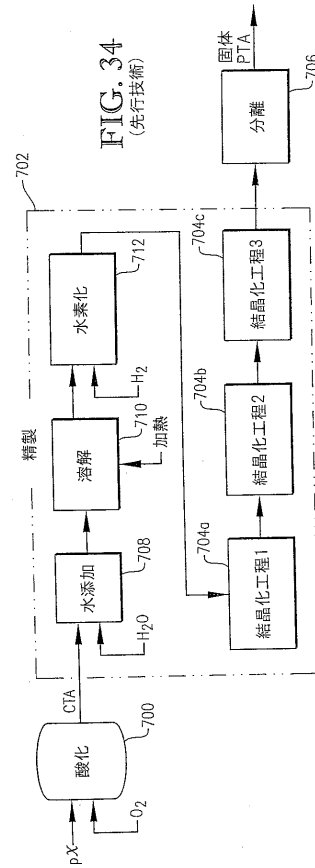 FIG. 34
(先行技術)
702
精製
pX
O2
酸化
700
CTA
水添加
708
H2O
溶解
710
加熱
水素化
712
H2
704a
結晶化工程1
704b
結晶化工程2
704c
結晶化工程3
分離
706
固体
PTA